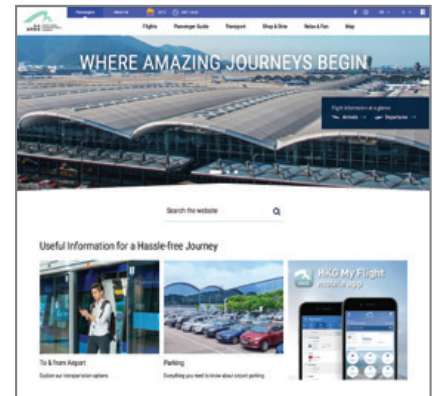 Passengers About Us
Flights Passenger Guide Transport Shop & Dine Relax & Fun Map
WHERE AMAZING JOURNEYS BEGIN
Flight information at a glance
Arrivals Departures
Search the website
Useful Information for a Hassle-free Journey
HKG My Flight
mobile app
To & from Airport
Explore our transportation options
Parking
Everything you need to know about airport parking